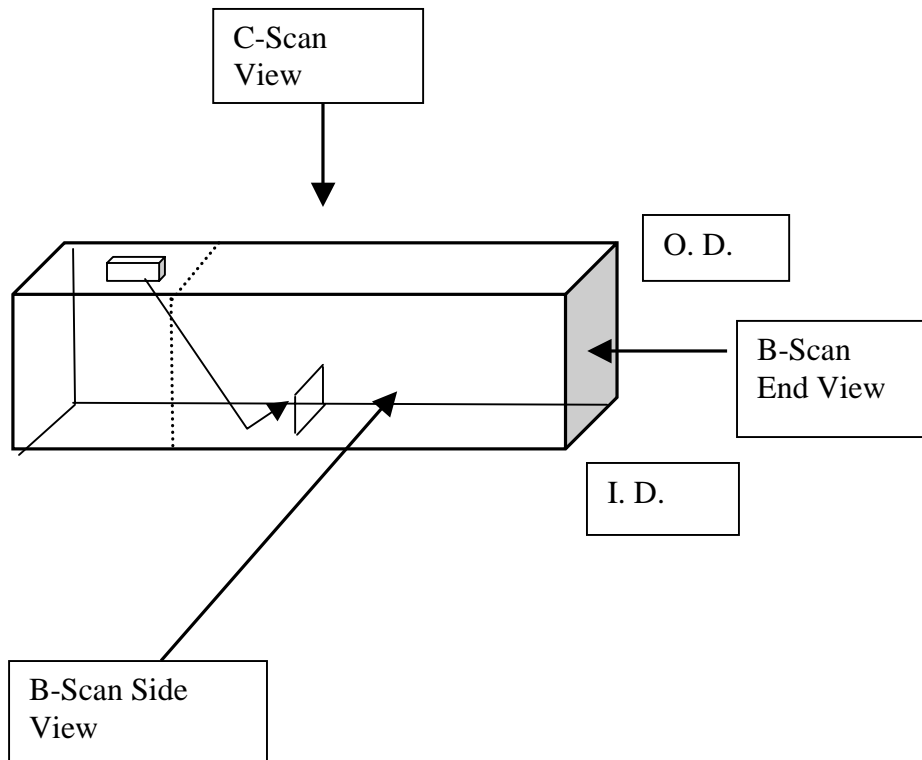 C-Scan
View
O. D.
B-Scan
End View
I. D.
B-Scan Side
View